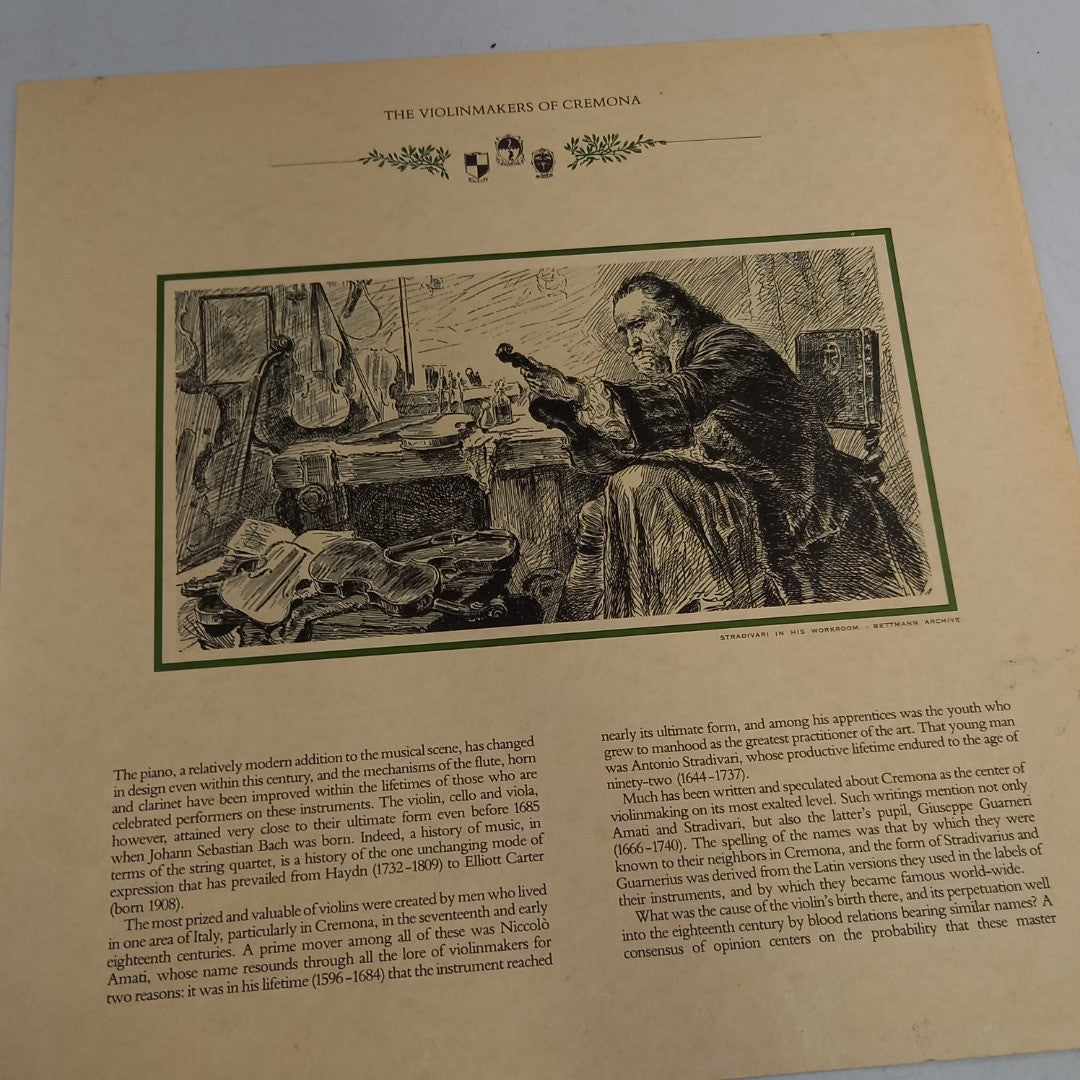 THE VIOLINMAKERS OF CREMONA
STRADIVARI IN HIS WORKROOM. - BETTMANN ARCHIVE
The piano, a relatively modern addition to the musical scene, has changed
in design even within this century, and the mechanisms of the flute, horn
and clarinet have been improved within the lifetimes of those who are
celebrated performers on these instruments. The violin, cello and viola,
however, attained very close to their ultimate form even before 1685
when Johann Sebastian Bach was born. Indeed, a history of music, in
terms of the string quartet, is a history of the one unchanging mode of
expression that has prevailed from Haydn (1732–1809) to Elliott Carter
(born 1908).
The most prized and valuable of violins were created by men who lived
in one area of Italy, particularly in Cremona, in the seventeenth and early
eighteenth centuries. A prime mover among all of these was Niccolò
Amati, whose name resounds through all the lore of violinmakers for
two reasons: it was in his lifetime (1596–1684) that the instrument reached
nearly its ultimate form, and among his apprentices was the youth who
grew to manhood as the greatest practitioner of the art. That young man
was Antonio Stradivari, whose productive lifetime endured to the age of
ninety-two (1644–1737).
Much has been written and speculated about Cremona as the center of
violinmaking on its most exalted level. Such writings mention not only
Amati and Stradivari, but also the latter's pupil, Giuseppe Guarneri
(1666–1740). The spelling of the names was that by which they were
known to their neighbors in Cremona, and the form of Stradivarius and
Guarnerius was derived from the Latin versions they used in the labels of
their instruments, and by which they became famous world-wide.
What was the cause of the violin's birth there, and its perpetuation well
into the eighteenth century by blood relations bearing similar names? A
consensus of opinion centers on the probability that these master